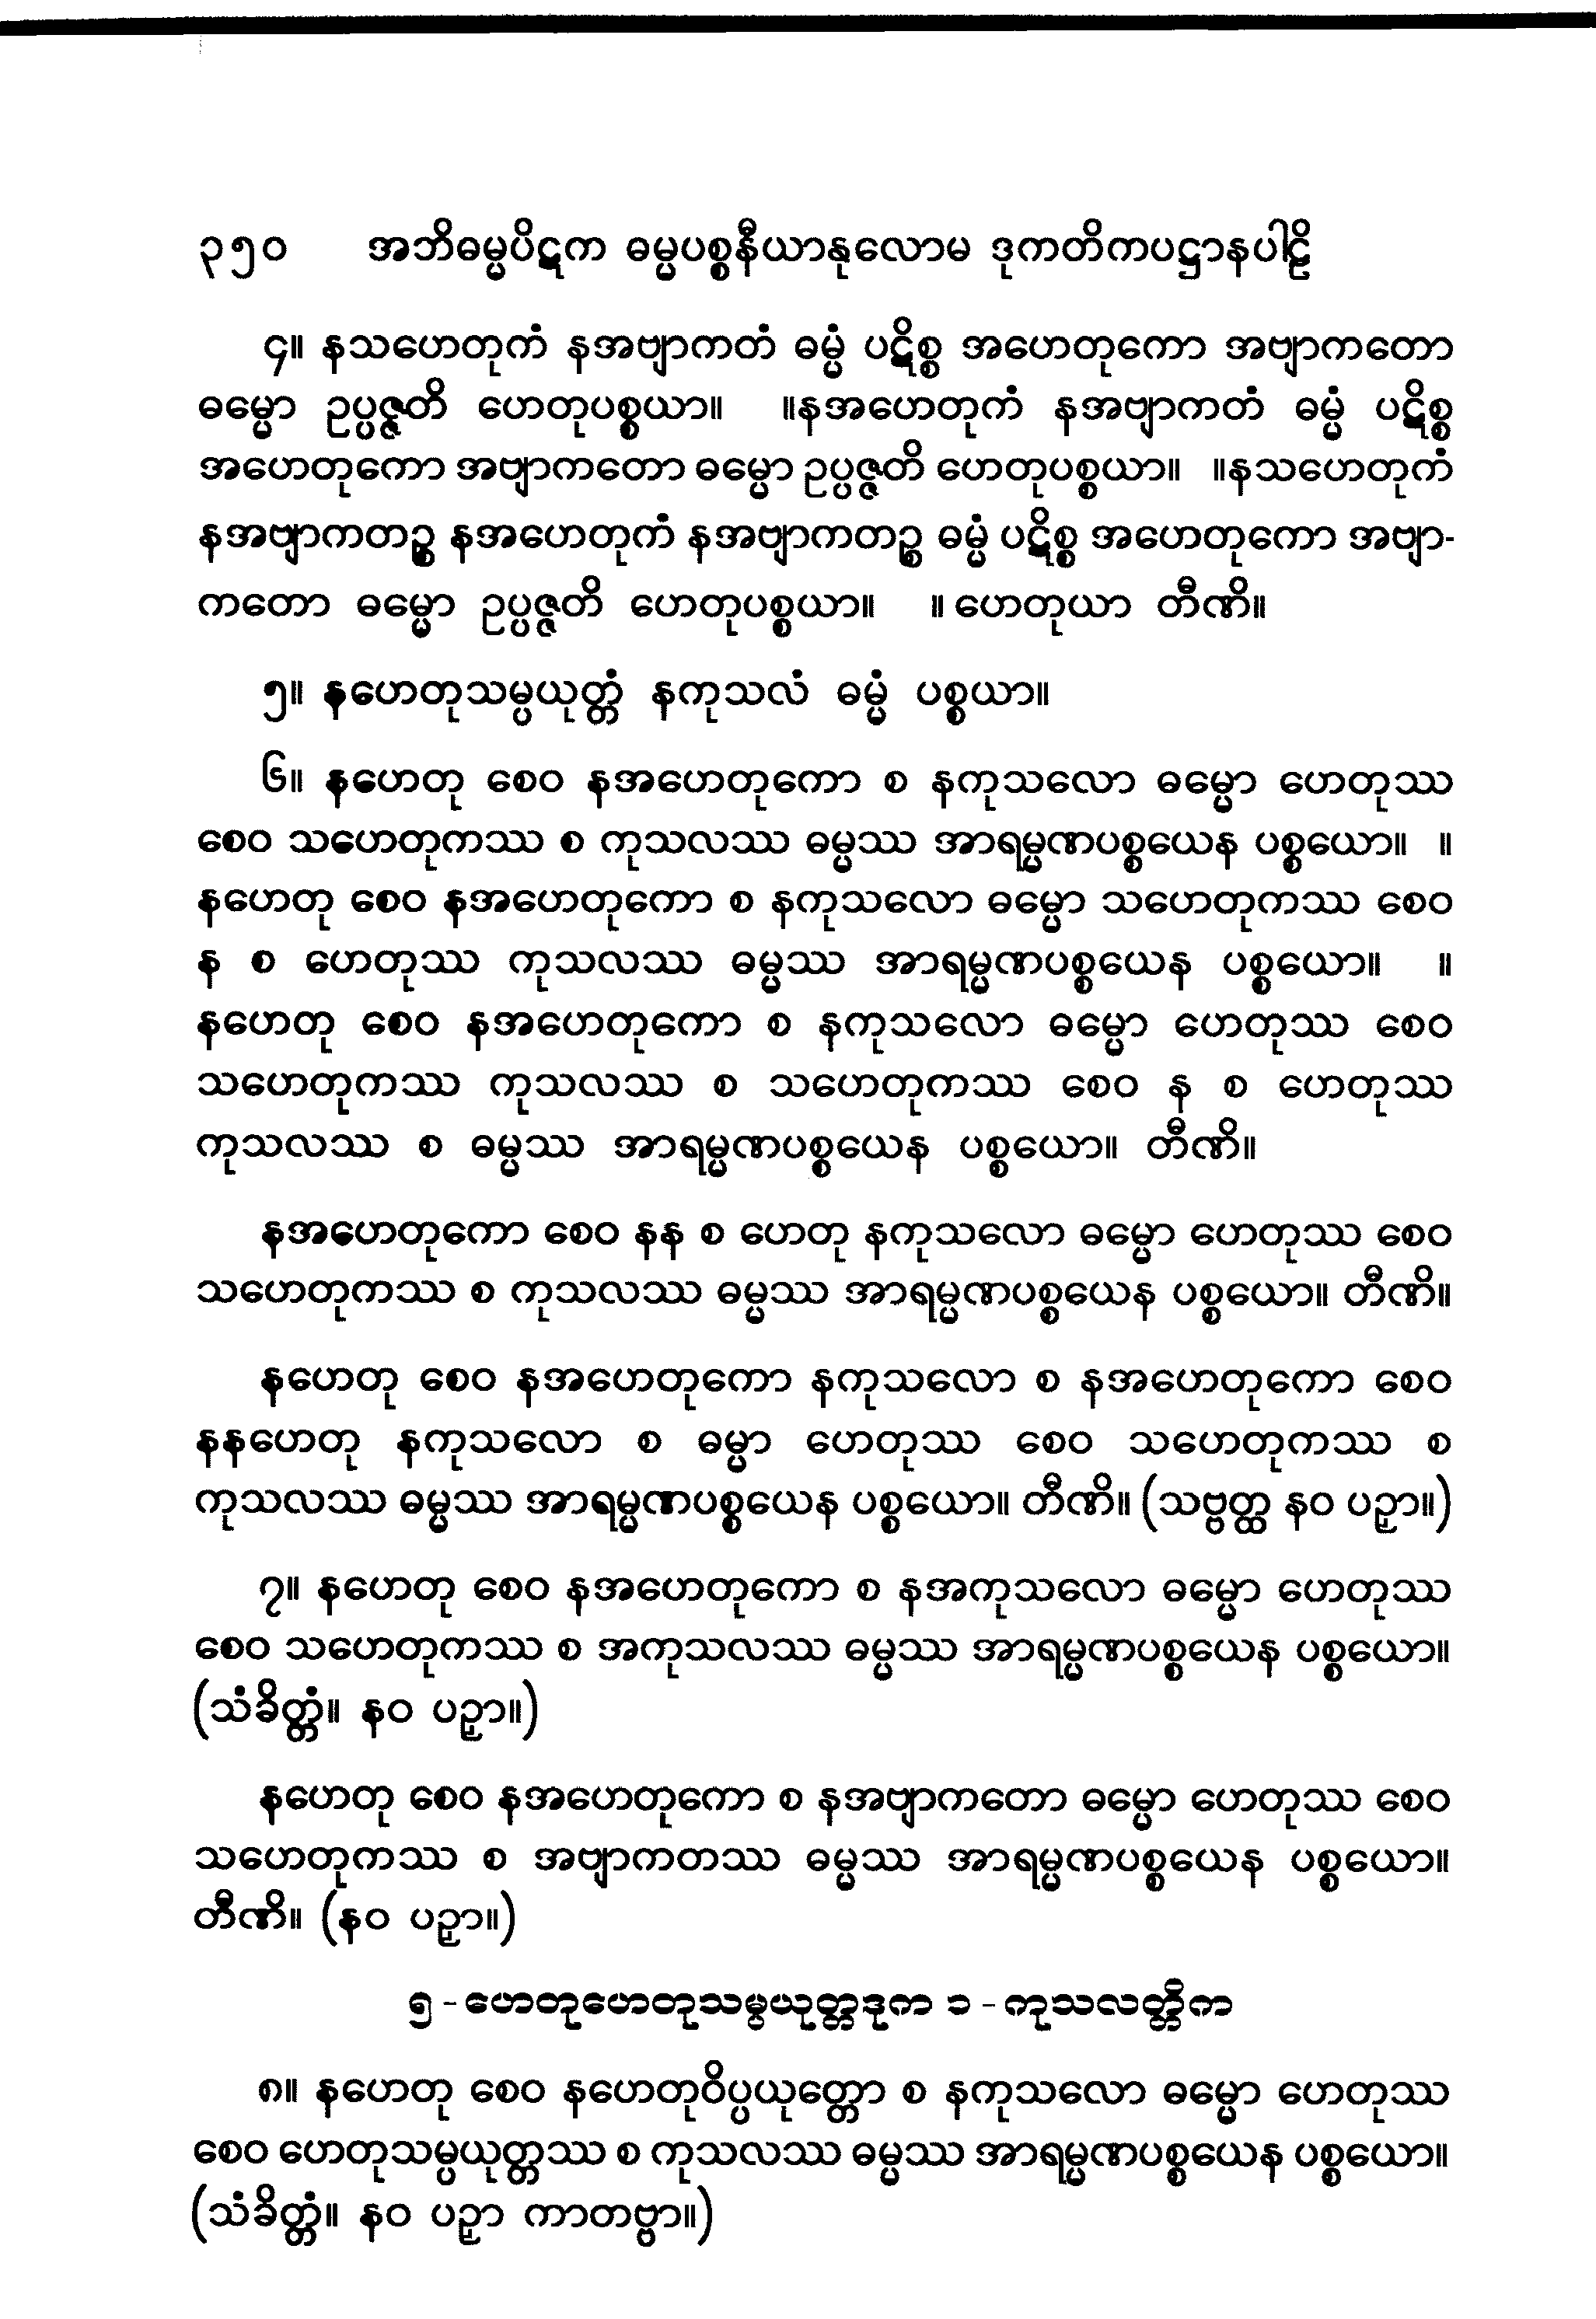 ၃၅၀ အဘိဓမ္မပိဋက ဓမ္မပစ္စနီယာနုလောမ ဒုကတိကပဋ္ဌာနပါဠိ
၄။ နသဟေတုကံ နအဗျာကတံ ဓမ္မံ ပဋိစ္စ အဟေတုကော အဗျာကတော
ဓမ္မော ဥပ္ပဇ္ဇတိ ဟေတုပစ္စယာ။ ။နအဟေတုကံ နအဗျာကတံ ဓမ္မံ ပဋိစ္စ
အဟေတုကော အဗျာကတော ဓမ္မော ဥပ္ပဇ္ဇတိ ဟေတုပစ္စယာ။ ။နသဟေတုကံ
နအဗျာကတဉ္စ နအဟေတုကံ နအဗျာကတဉ္စ ဓမ္မံ ပဋိစ္စ အဟေတုကော အဗျာ-
ကတော ဓမ္မော ဥပ္ပဇ္ဇတိ ဟေတုပစ္စယာ။ ။ ဟေတုယာ တီဏိ။
၅။ နဟေတုသမ္ပယုတ္တံ နကုသလံ ဓမ္မံ ပစ္စယာ။
၆။ နဟေတု စေဝ နအဟေတုကော စ နကုသလော ဓမ္မော ဟေတုဿ
စေဝ သဟေတုကဿ စ ကုသလဿ ဓမ္မဿ အာရမ္မဏပစ္စယေန ပစ္စယော။ ။
နဟေတု စေဝ နအဟေတုကော စ နကုသလော ဓမ္မော သဟေတုကဿ စေဝ
န စ ဟေတုဿ ကုသလဿ ဓမ္မဿ အာရမ္မဏပစ္စယေန ပစ္စယော။ ။
နဟေတု စေဝ နအဟေတုကော စ နကုသလော ဓမ္မော ဟေတုဿ စေဝ
သဟေတုကဿ ကုသလဿ စ သဟေတုကဿ စေဝ န စ ဟေတုဿ
ကုသလဿ စ ဓမ္မဿ အာရမ္မဏပစ္စယေန ပစ္စယော။ တီဏိ။
နအဟေတုကော စေဝ နန စ ဟေတု နကုသလော ဓမ္မော ဟေတုဿ စေဝ
သဟေတုကဿ စ ကုသလဿ ဓမ္မဿ အာရမ္မဏပစ္စယေန ပစ္စယော။ တီဏိ။
နဟေတု စေဝ နအဟေတုကော နကုသလော စ နအဟေတုကော စေဝ
နနဟေတု နကုသလော စ ဓမ္မာ ဟေတုဿ စေဝ သဟေတုကဿ စ
ကုသလဿ ဓမ္မဿ အာရမ္မဏပစ္စယေန ပစ္စယော။ တီဏိ။ (သဗ္ဗတ္ထ နဝ ပဉှာ။)
၇။ နဟေတု စေဝ နအဟေတုကော စ နအကုသလော ဓမ္မော ဟေတုဿ
စေဝ သဟေတုကဿ စ အကုသလဿ ဓမ္မဿ အာရမ္မဏပစ္စယေန ပစ္စယော။
(သံခိတ္တံ။ နဝ ပဉှာ။)
နဟေတု စေဝ နအဟေတုကော စ နအဗျာကတော ဓမ္မော ဟေတုဿ စေဝ
သဟေတုကဿ စ အဗျာကတဿ ဓမ္မဿ အာရမ္မဏပစ္စယေန ပစ္စယော။
တီဏိ။ (နဝ ပဉှာ။)
၅ - ဟေတုဟေတုသမ္ပယုတ္တဒုက ၁ - ကုသလတ္တိက
၈။ နဟေတု စေဝ နဟေတုဝိပ္ပယုတ္တော စ နကုသလော ဓမ္မော ဟေတုဿ
စေဝ ဟေတုသမ္ပယုတ္တဿ စ ကုသလဿ ဓမ္မဿ အာရမ္မဏပစ္စယေန ပစ္စယော။
(သံခိတ္တံ။ နဝ ပဉှာ ကာတဗ္ဗာ။)